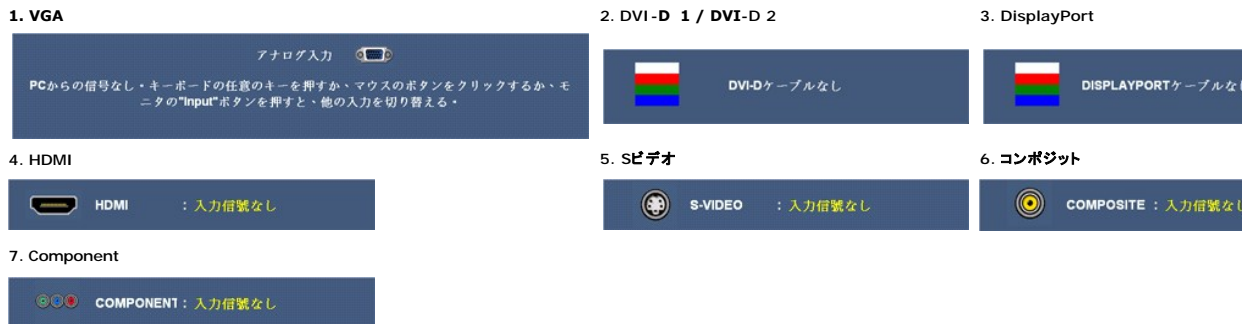 1. VGA
2. DVI-D 1 / DVI-D 2
3. DisplayPort
アナログ入力
PCからの信号なし・キーボードの任意のキーを押すか、マウスのボタンをクリックするか、モ
ニタの"Input"ボタンを押すと、他の入力を切り替える・
DVI-Dケーブルなし
DISPLAYPORTケーブルなし
4. HDMI
5. Sビデオ
6. コンポジット
HDMI : 入力信號なし
S-VIDEO : 入力信號なし
COMPOSITE : 入力信號なし
7. Component
COMPONENT : 入力信號なし